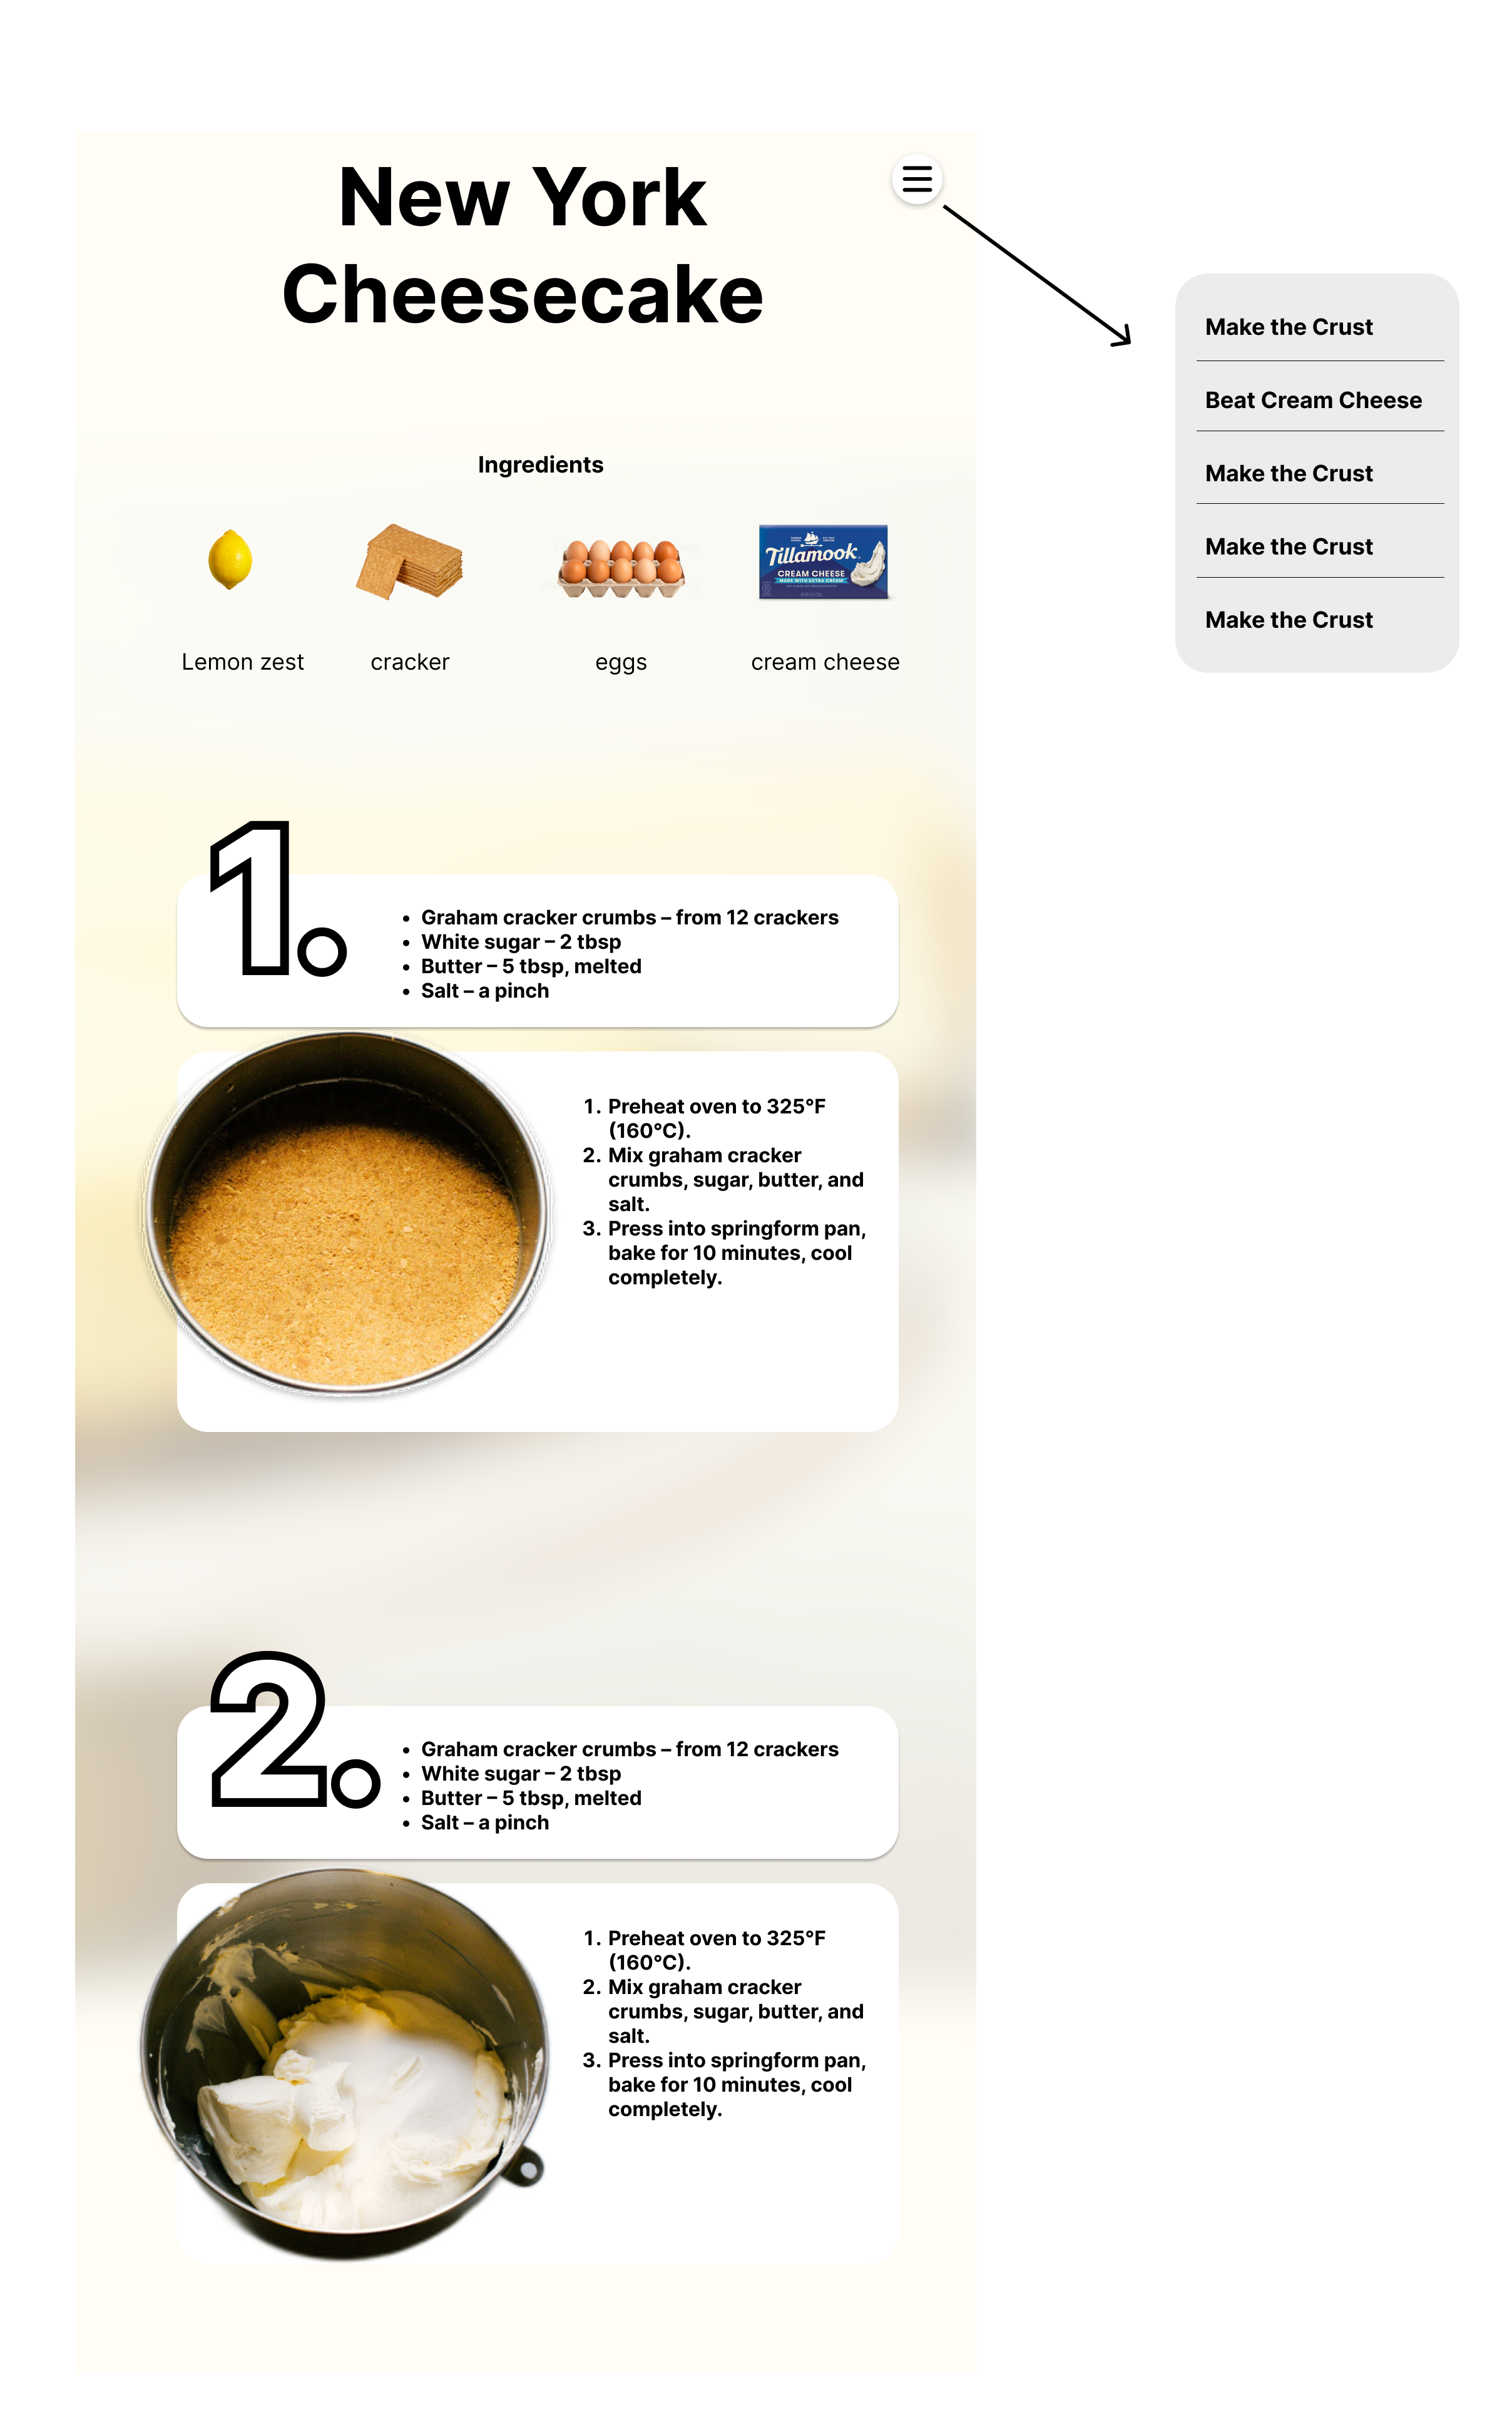 New York
Cheesecake
Make the Crust
Beat Cream Cheese
Make the Crust
Make the Crust
Make the Crust
Ingredients
Tillamook
CREAM CHEESE
MADE WITH EXTRA CREAM
Lemon zest cracker eggs cream cheese
1.
• Graham cracker crumbs – from 12 crackers
• White sugar – 2 tbsp
• Butter – 5 tbsp, melted
• Salt – a pinch
1. Preheat oven to 325°F
(160°C).
2. Mix graham cracker
crumbs, sugar, butter, and
salt.
3. Press into springform pan,
bake for 10 minutes, cool
completely.
2.
• Graham cracker crumbs – from 12 crackers
• White sugar – 2 tbsp
• Butter – 5 tbsp, melted
• Salt – a pinch
1. Preheat oven to 325°F
(160°C).
2. Mix graham cracker
crumbs, sugar, butter, and
salt.
3. Press into springform pan,
bake for 10 minutes, cool
completely.